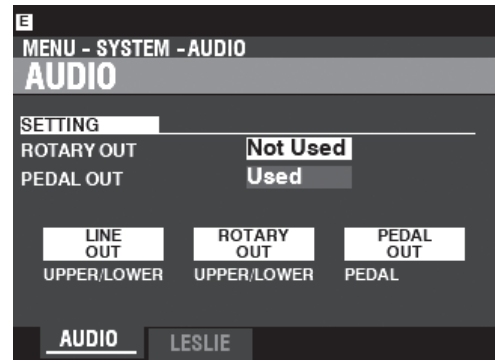 E
MENU - SYSTEM -AUDIO
AUDIO
SETTING
ROTARY OUT Not Used
PEDAL OUT Used
LINE OUT ROTARY OUT PEDAL OUT
UPPER/LOWER UPPER/LOWER PEDAL
AUDIO LESLIE